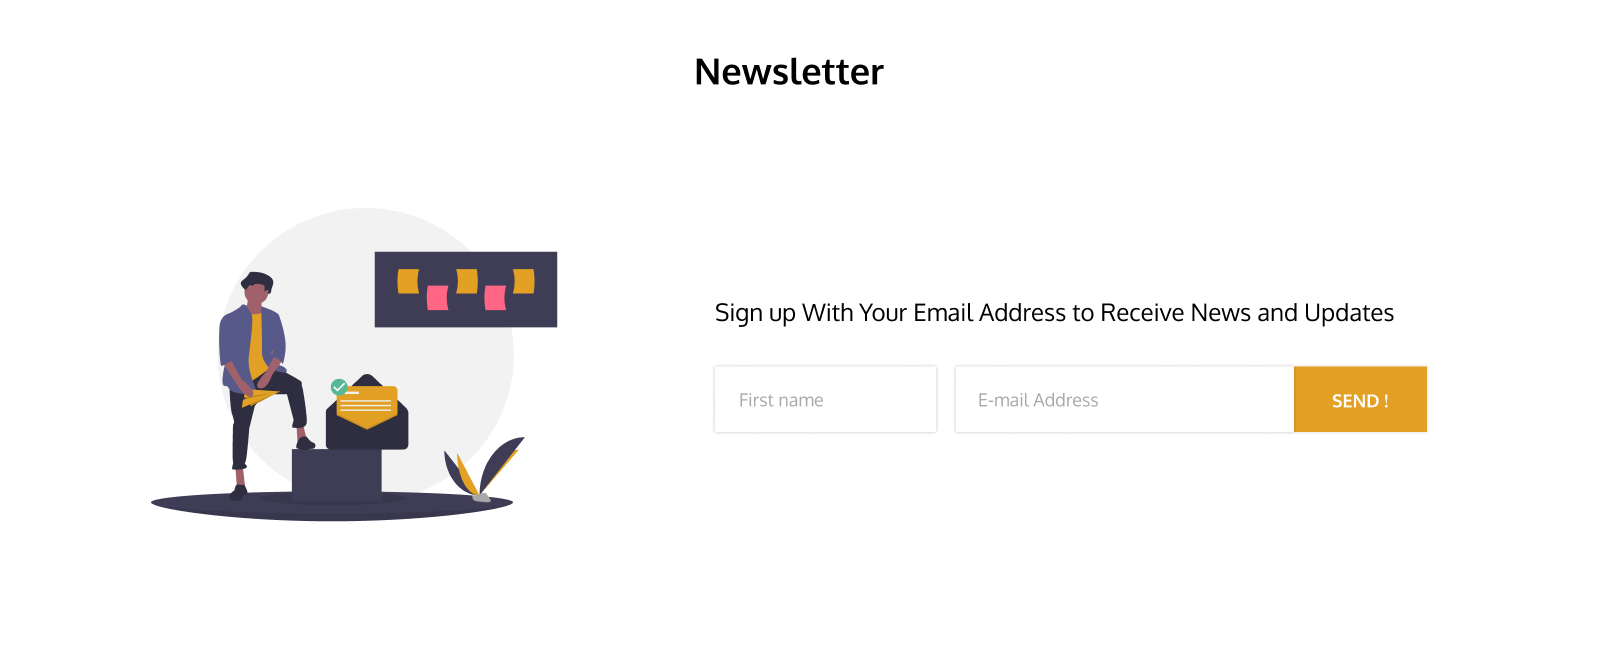 Newsletter
Sign up With Your Email Address to Receive News and Updates
First name
E-mail Address
SEND !